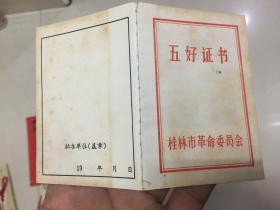 五好证书
桂林市革命委员会
批准单位(盖章)
19 年 月 日